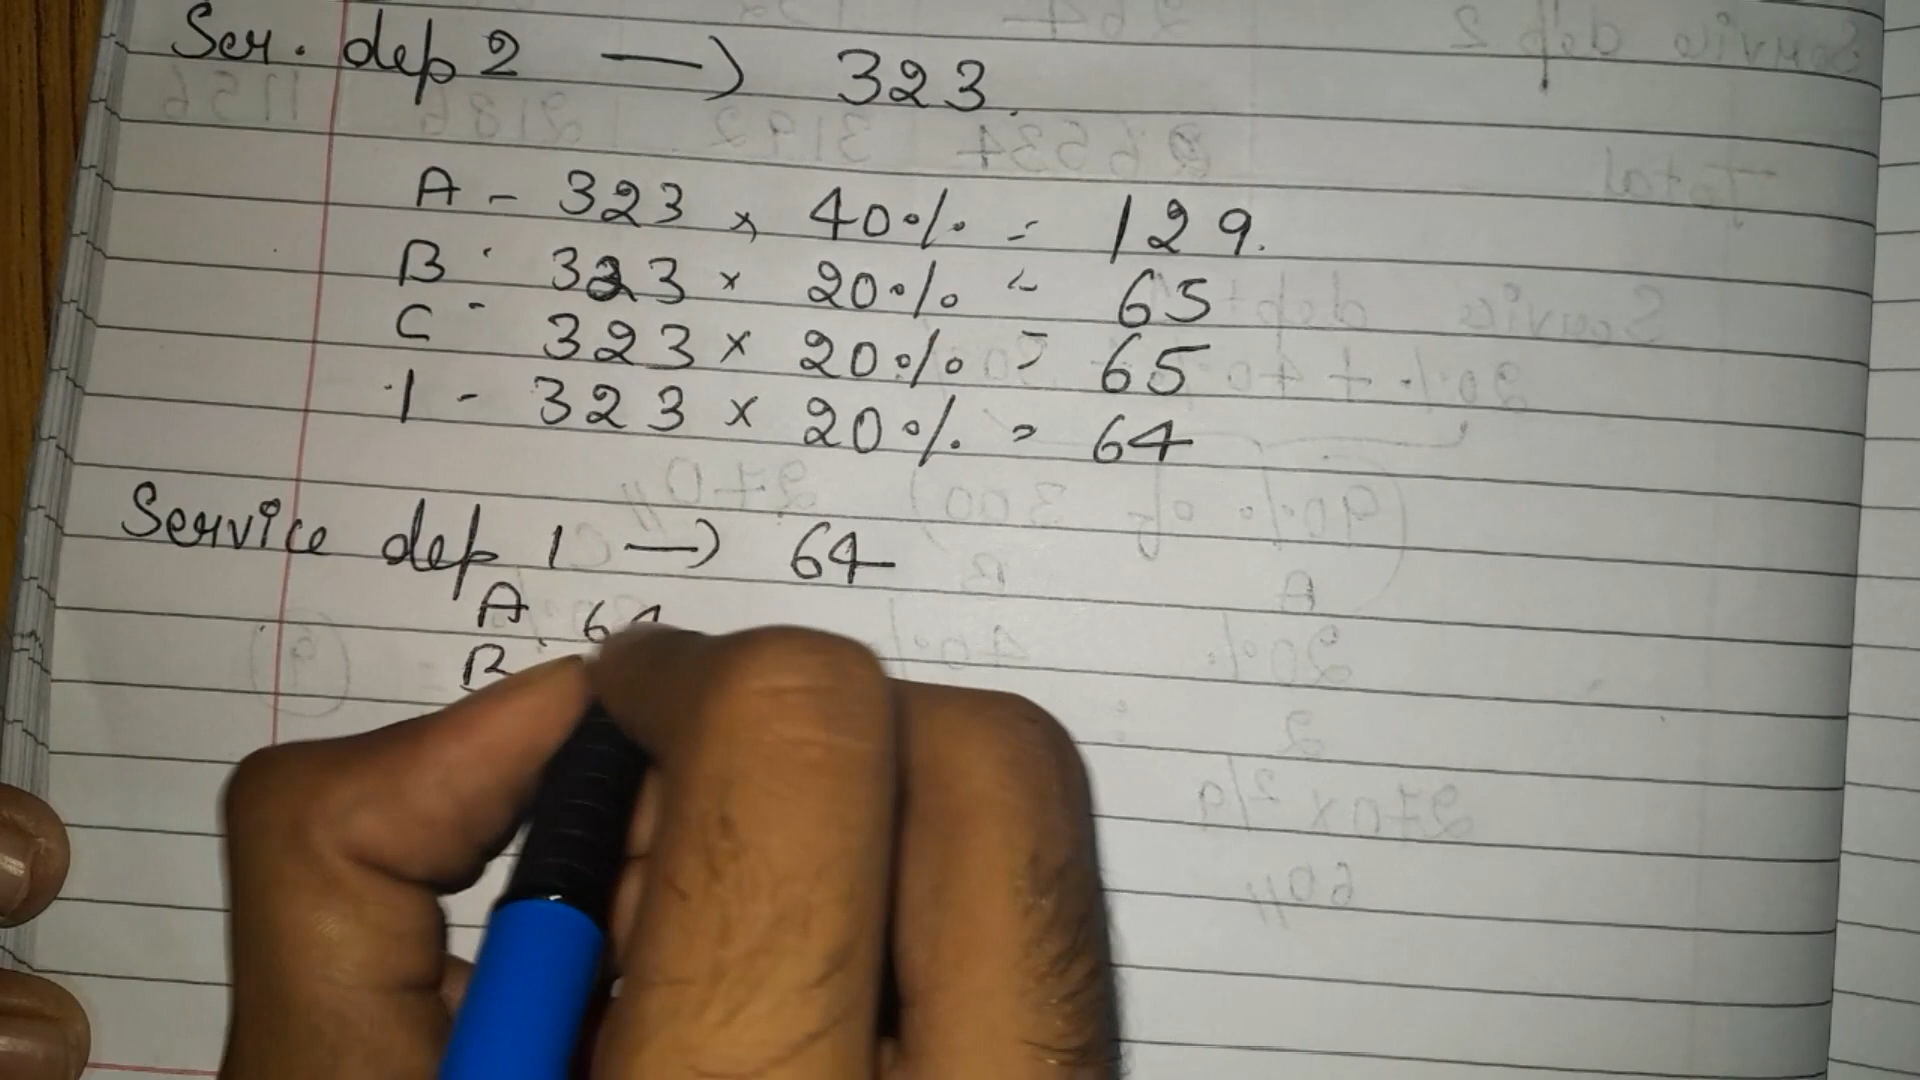 Ser. dep 2 —> 323.
A - 323 x 40% = 129.
B - 323 x 20% = 65
C - 323 x 20% = 65
1 - 323 x 20% = 64
Service dep 1 —> 64
A 64
B